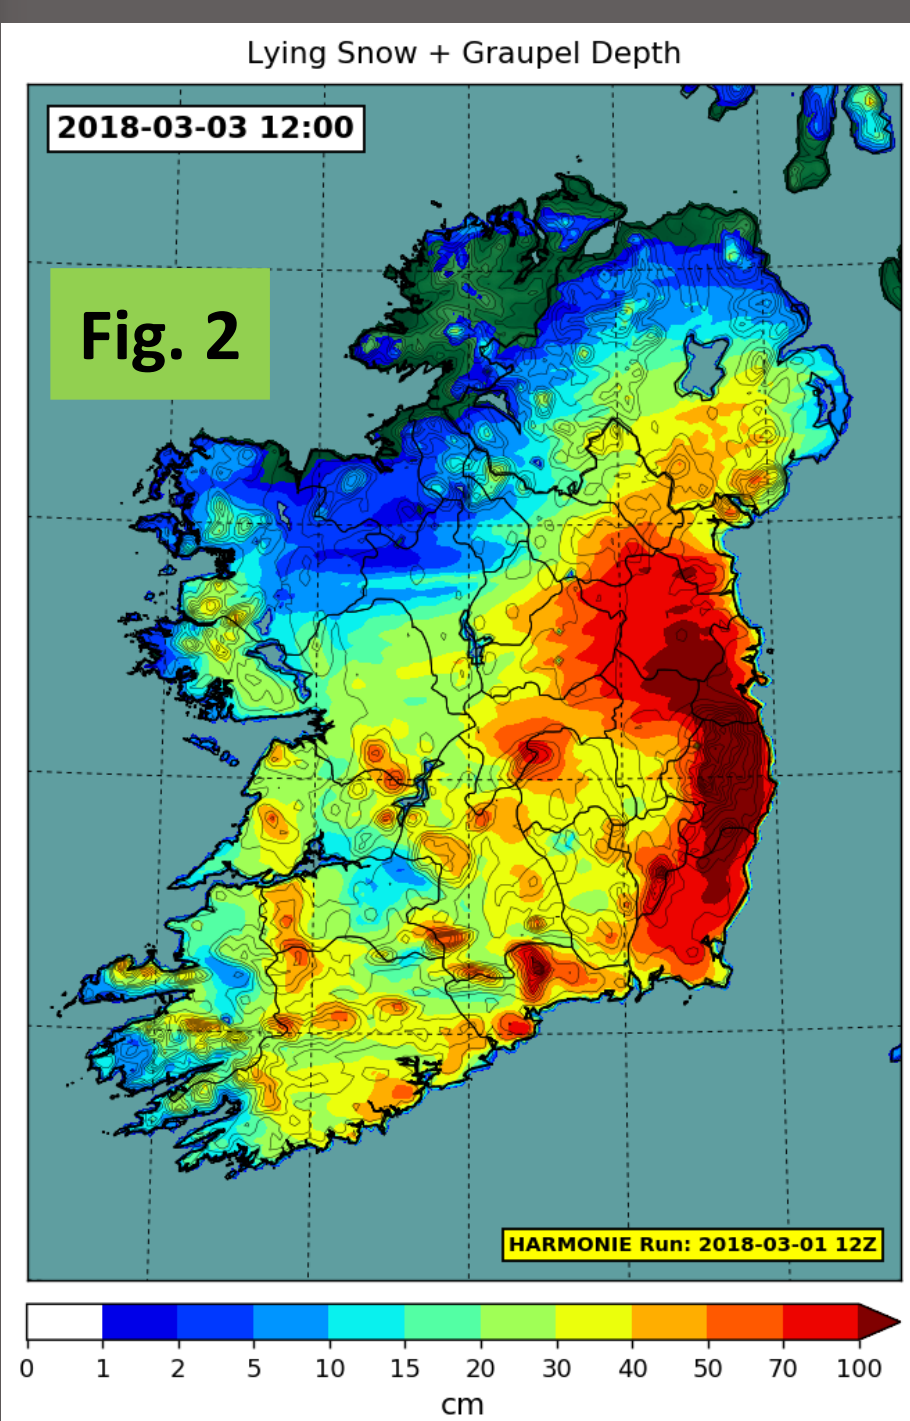 Lying Snow + Graupel Depth
2018-03-03 12:00
Fig. 2
HARMONIE Run: 2018-03-01 12Z
0 1 2 5 10 15 20 30 40 50 70 100
cm